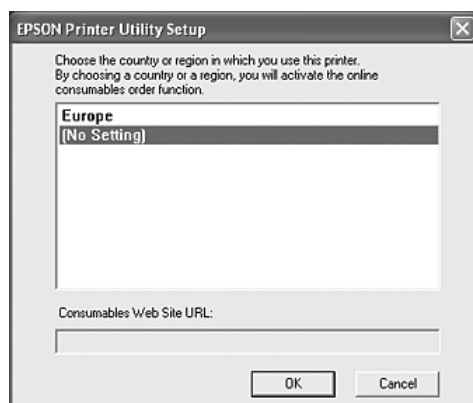 EPSON Printer Utility Setup
Choose the country or region in which you use this printer.
By choosing a country or a region, you will activate the online
consumables order function.
Europe
(No Setting)
Consumables Web Site URL:
OK
Cancel